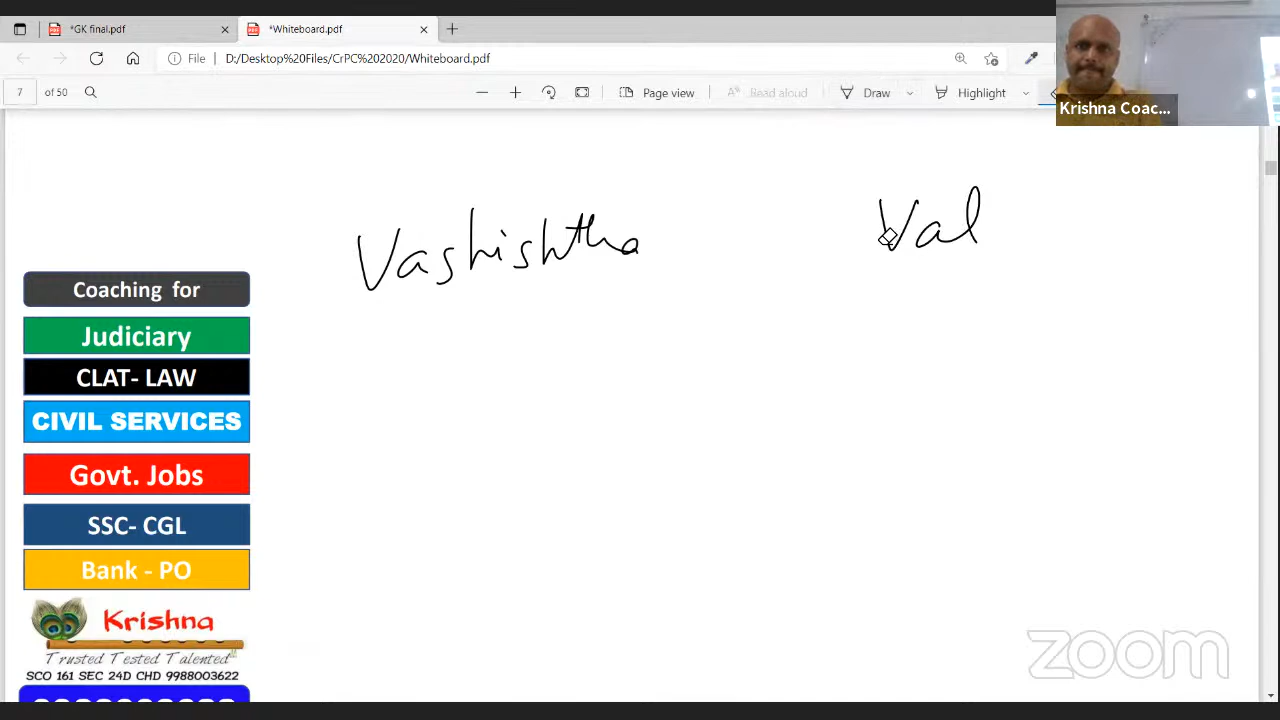 *GK final.pdf
*Whiteboard.pdf
File D:/Desktop%20Files/CrPC%202020/Whiteboard.pdf
7 of 50 Page view Read aloud Draw Highlight
Krishna Coac...
Vashishtha Val
Coaching for
Judiciary
CLAT- LAW
CIVIL SERVICES
Govt. Jobs
SSC- CGL
Bank - PO
Krishna
Trusted Tested Talented
SCO 161 SEC 24D CHD 9988003622
zoom